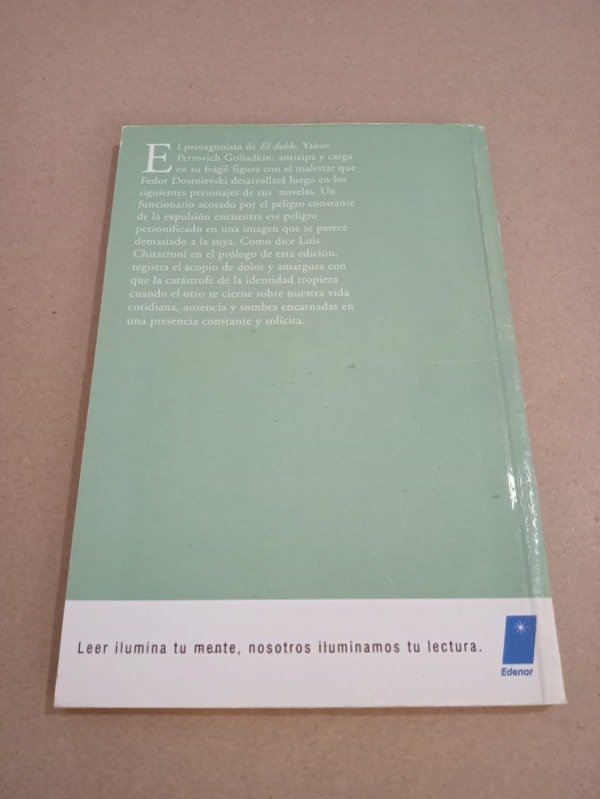 El protagonista de El doble, Yakov
Petrovich Goliadkin, anticipa y carga
en su frágil figura con el malestar que
Fedor Dostoievski desarrollará luego en los
siguientes personajes de sus novelas. Un
funcionario acosado por el peligro constante
de la expulsión encuentra ese peligro
personificado en una imagen que se parece
demasiado a la suya. Como dice Luis
Chitarroni en el prólogo de esta edición,
registra el acopio de dolor y amargura con
que la catástrofe de la identidad tropieza
cuando el otro se cierne sobre nuestra vida
cotidiana, ausencia y sombra encarnadas en
una presencia constante y solícita.
Leer ilumina tu mente, nosotros iluminamos tu lectura.
Edenor